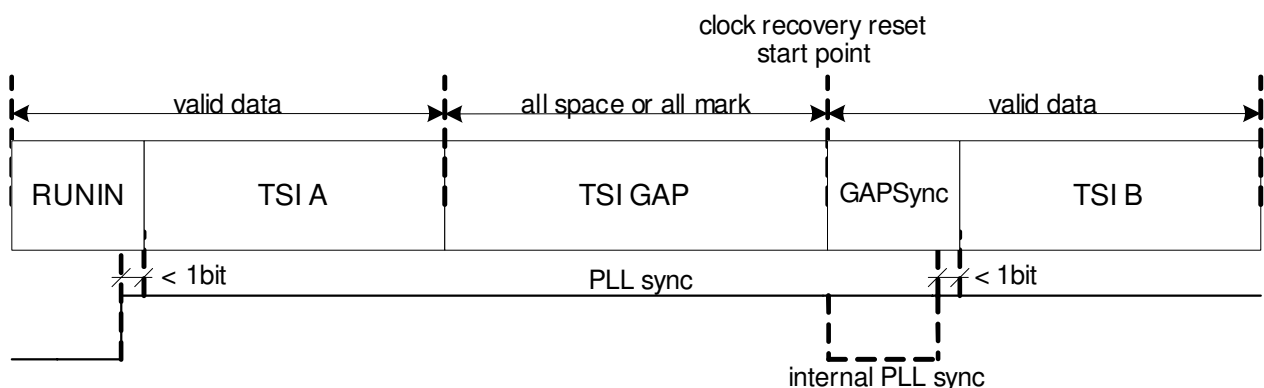 clock recovery reset
start point
valid data
all space or all mark
valid data
RUNIN
TSI A
TSI GAP
GAPSync
TSI B
< 1bit
PLL sync
< 1bit
internal PLL sync